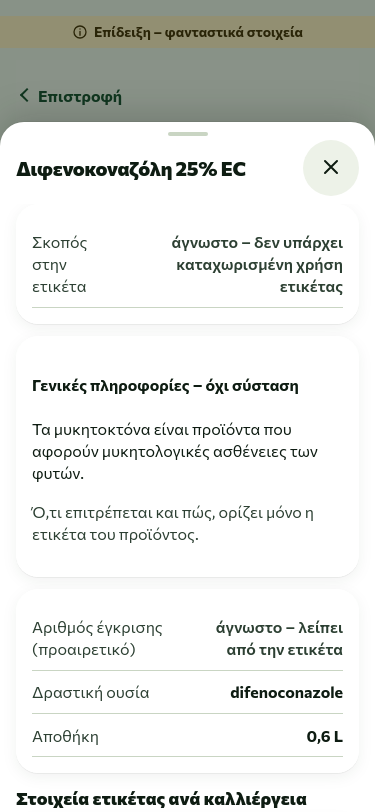 Επίδειξη – φανταστικά στοιχεία
Επιστροφή
Διφενοκοναζόλη 25% EC
Σκοπός στην ετικέτα
άγνωστο – δεν υπάρχει καταχωρισμένη χρήση ετικέτας
Γενικές πληροφορίες – όχι σύσταση
Τα μυκητοκτόνα είναι προϊόντα που
αφορούν μυκητολογικές ασθένειες των
φυτών.
Ό,τι επιτρέπεται και πώς, ορίζει μόνο η
ετικέτα του προϊόντος.
Αριθμός έγκρισης (προαιρετικό)
άγνωστο – λείπει από την ετικέτα
Δραστική ουσία difenoconazole
Αποθήκη 0,6 L
Στοιχεία ετικέτας ανά καλλιέργεια